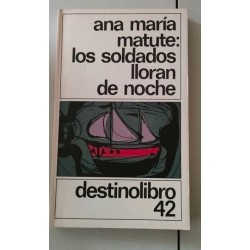 ana maría
matute:
los soldados
lloran
de noche
destinolibro
42